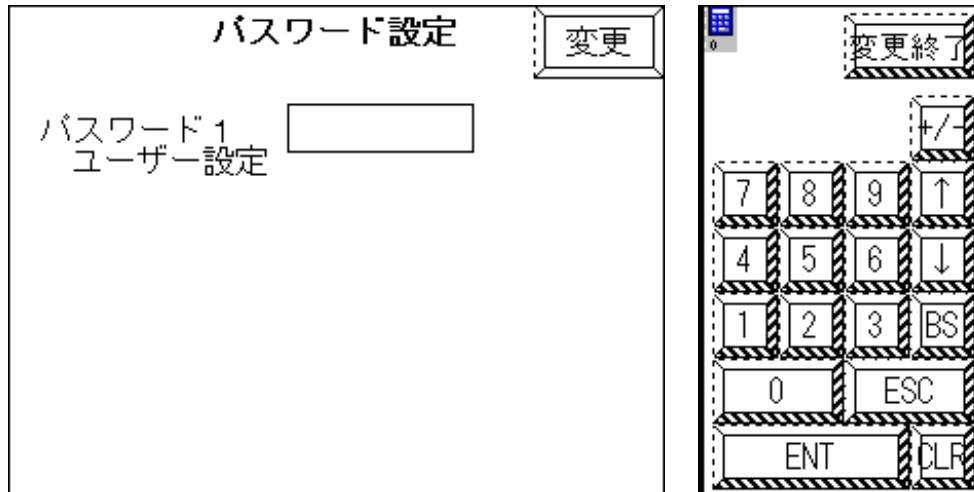 パスワード設定
変更
パスワード1
ユーザー設定
0
変更終了
+/-
7 8 9 ↑
4 5 6 ↓
1 2 3 BS
0 ESC
ENT CLR